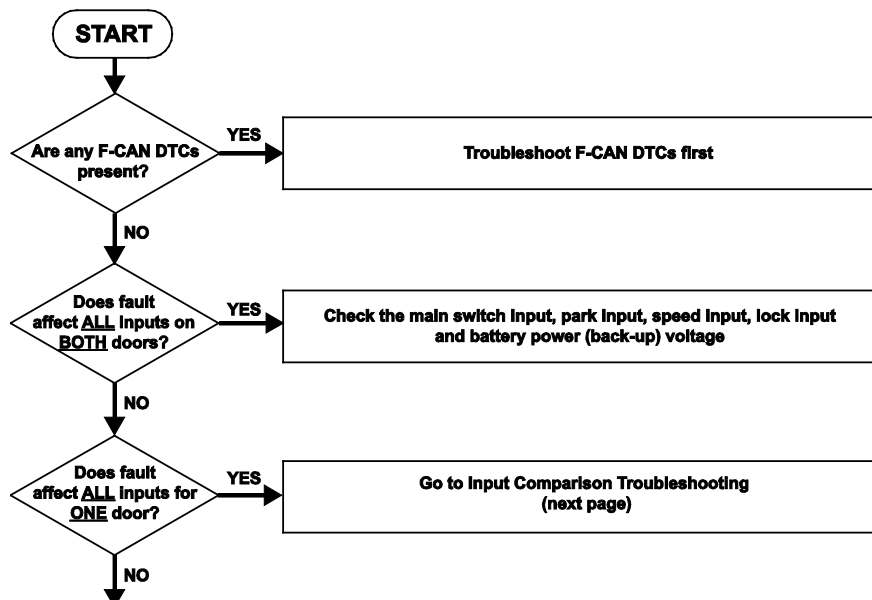 START
Are any F-CAN DTCs
present?
YES
Troubleshoot F-CAN DTCs first
NO
Does fault
affect ALL inputs on
BOTH doors?
YES
Check the main switch input, park input, speed input, lock input
and battery power (back-up) voltage
NO
Does fault
affect ALL inputs for
ONE door?
YES
Go to Input Comparison Troubleshooting
(next page)
NO